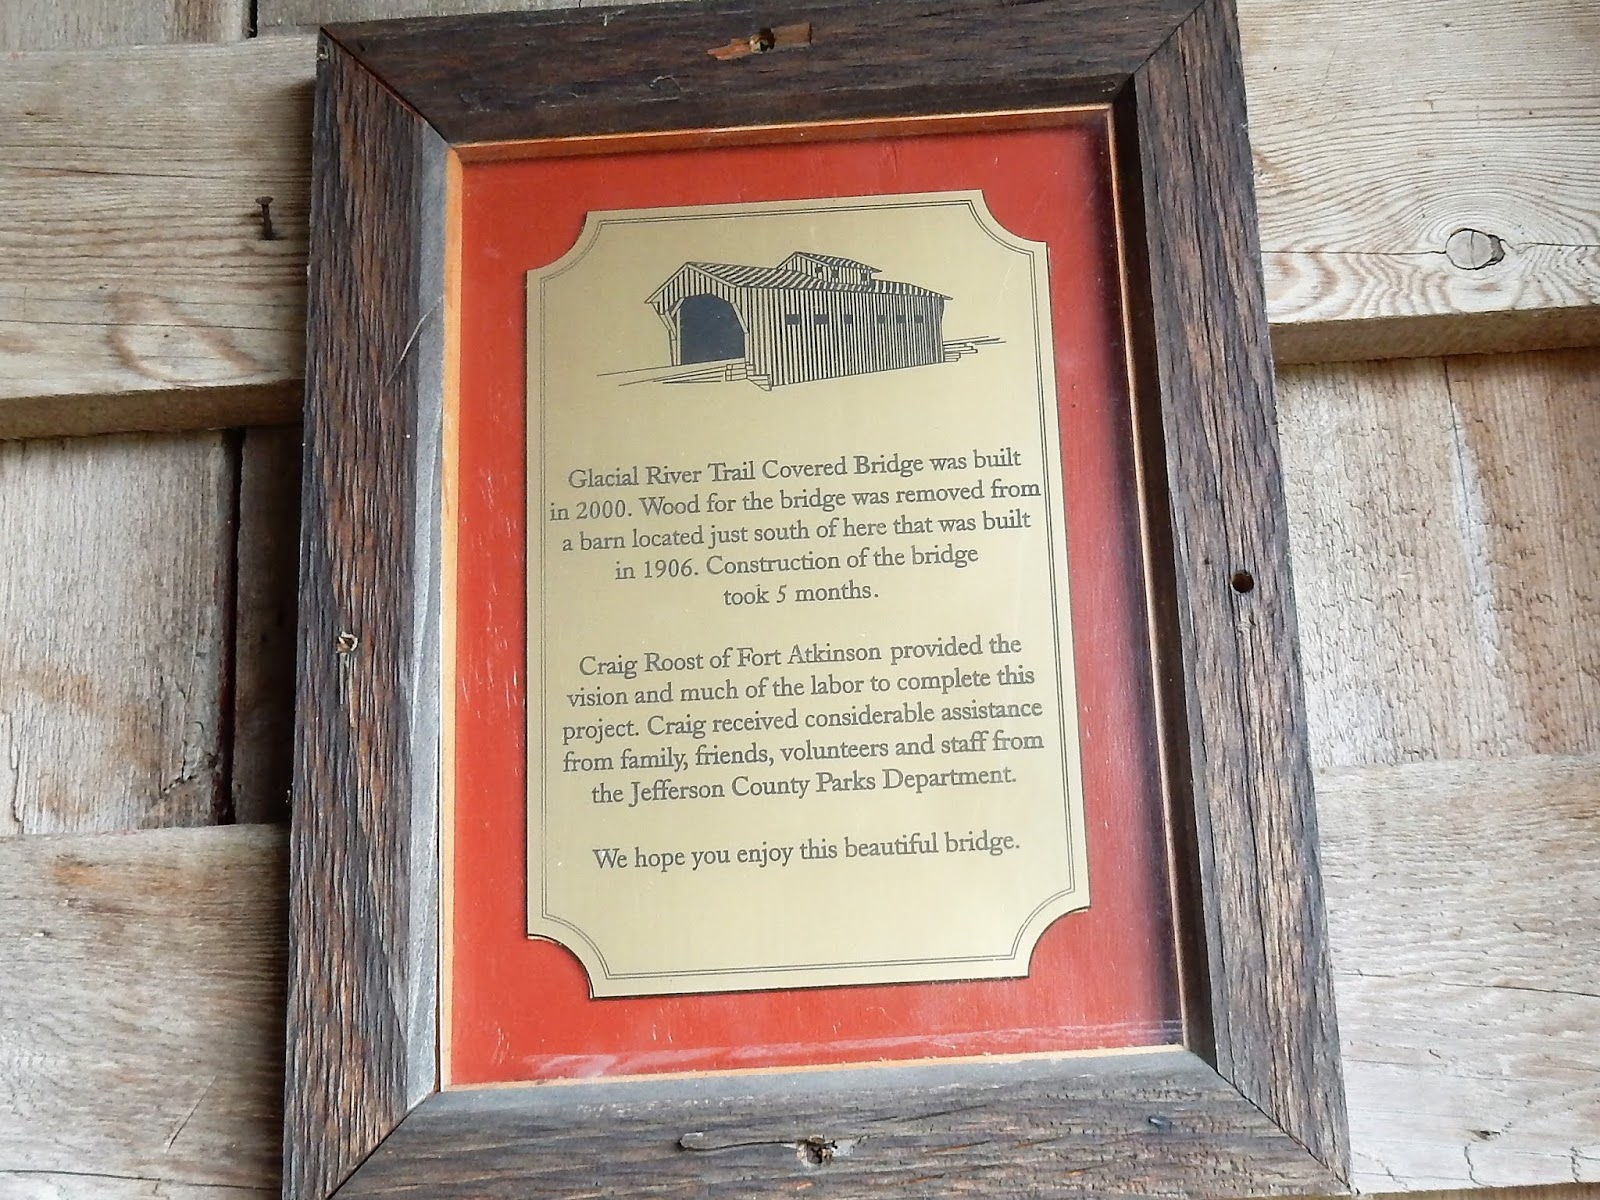 Glacial River Trail Covered Bridge was built
in 2000. Wood for the bridge was removed from
a barn located just south of here that was built
in 1906. Construction of the bridge
took 5 months.
Craig Roost of Fort Atkinson provided the
vision and much of the labor to complete this
project. Craig received considerable assistance
from family, friends, volunteers and staff from
the Jefferson County Parks Department.
We hope you enjoy this beautiful bridge.